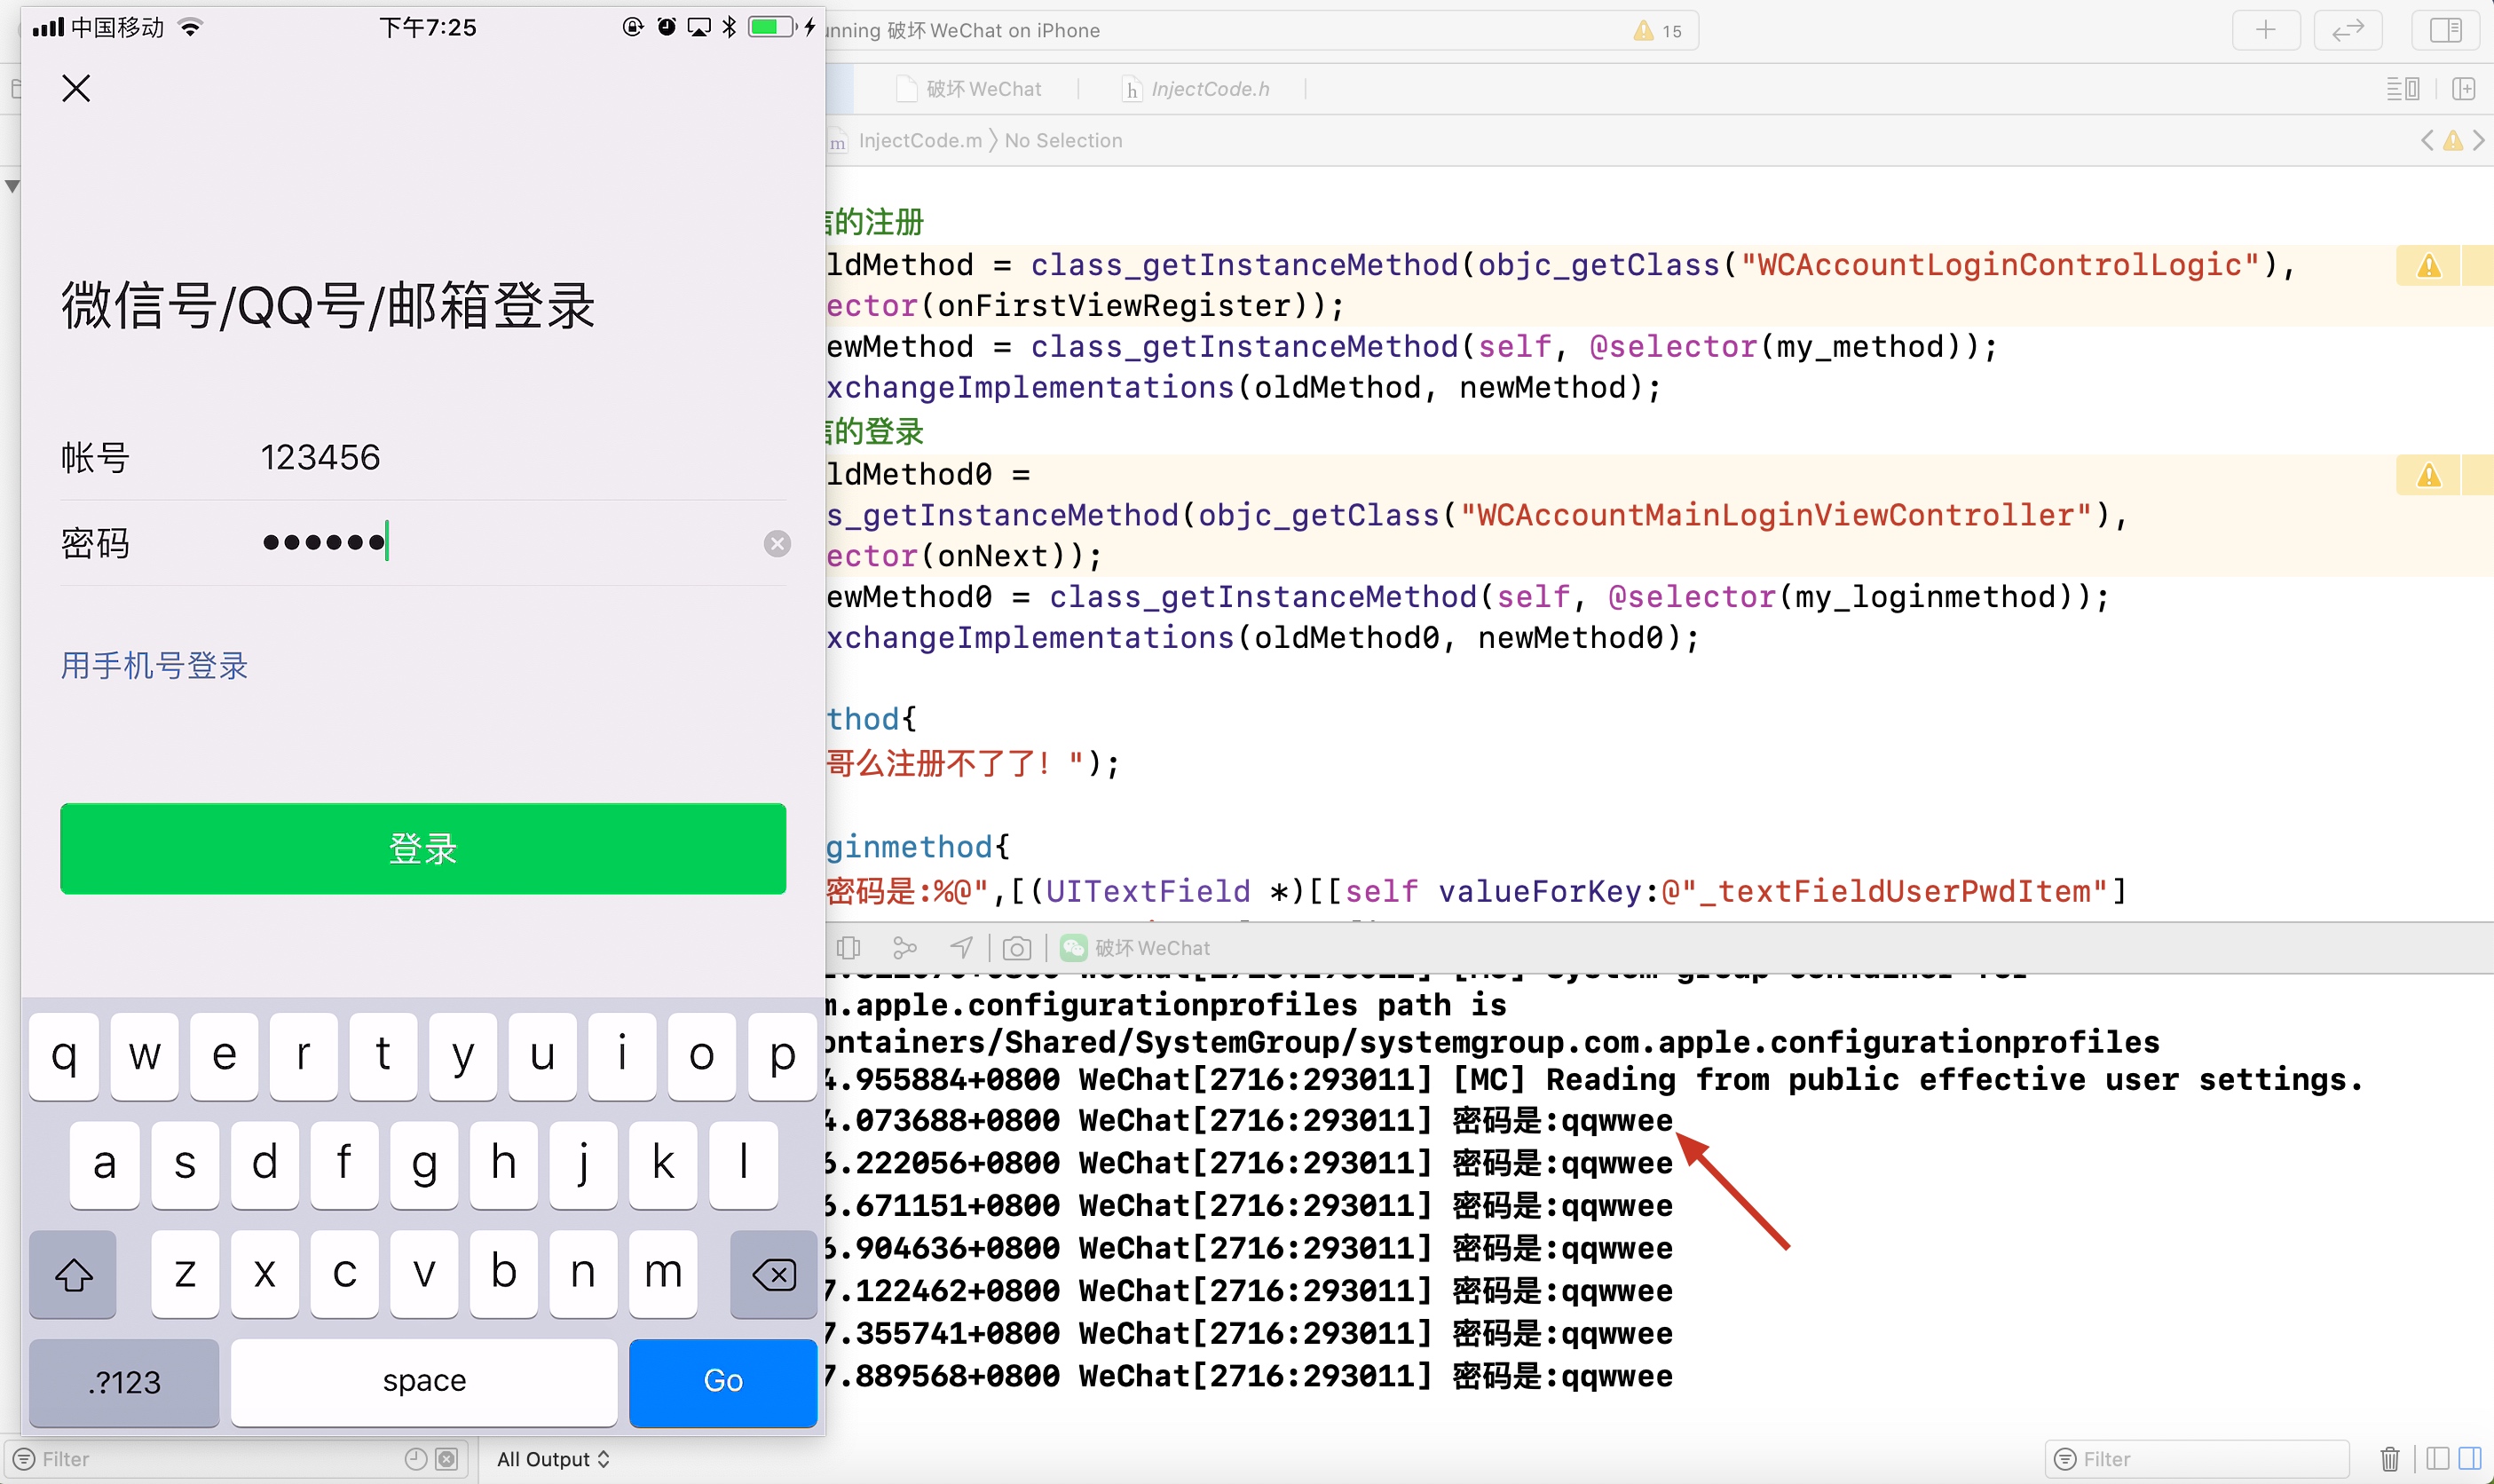 中国移动
下午7:25
微信号/QQ号/邮箱登录
帐号 123456
密码 ••••••
用手机号登录
登录
q w e r t y u i o p
a s d f g h j k l
z x c v b n m
.?123 space Go
Filter
unning 破坏 WeChat on iPhone
15
破坏 WeChat
h InjectCode.h
m InjectCode.m 〉 No Selection
信的注册
ldMethod = class_getInstanceMethod(objc_getClass("WCAccountLoginControlLogic"),
ector(onFirstViewRegister));
ewMethod = class_getInstanceMethod(self, @selector(my_method));
xchangeImplementations(oldMethod, newMethod);
信的登录
ldMethod0 =
s_getInstanceMethod(objc_getClass("WCAccountMainLoginViewController"),
ector(onNext));
ewMethod0 = class_getInstanceMethod(self, @selector(my_loginmethod));
xchangeImplementations(oldMethod0, newMethod0);
thod{
哥么注册不了了！");
ginmethod{
密码是:%@",[(UITextField *)[[self valueForKey:@"_textFieldUserPwdItem"]
破坏 WeChat
m.apple.configurationprofiles path is
ontainers/Shared/SystemGroup/systemgroup.com.apple.configurationprofiles
4.955884+0800 WeChat[2716:293011] [MC] Reading from public effective user settings.
4.073688+0800 WeChat[2716:293011] 密码是:qqwwee
6.222056+0800 WeChat[2716:293011] 密码是:qqwwee
6.671151+0800 WeChat[2716:293011] 密码是:qqwwee
6.904636+0800 WeChat[2716:293011] 密码是:qqwwee
7.122462+0800 WeChat[2716:293011] 密码是:qqwwee
7.355741+0800 WeChat[2716:293011] 密码是:qqwwee
7.889568+0800 WeChat[2716:293011] 密码是:qqwwee
All Output
Filter